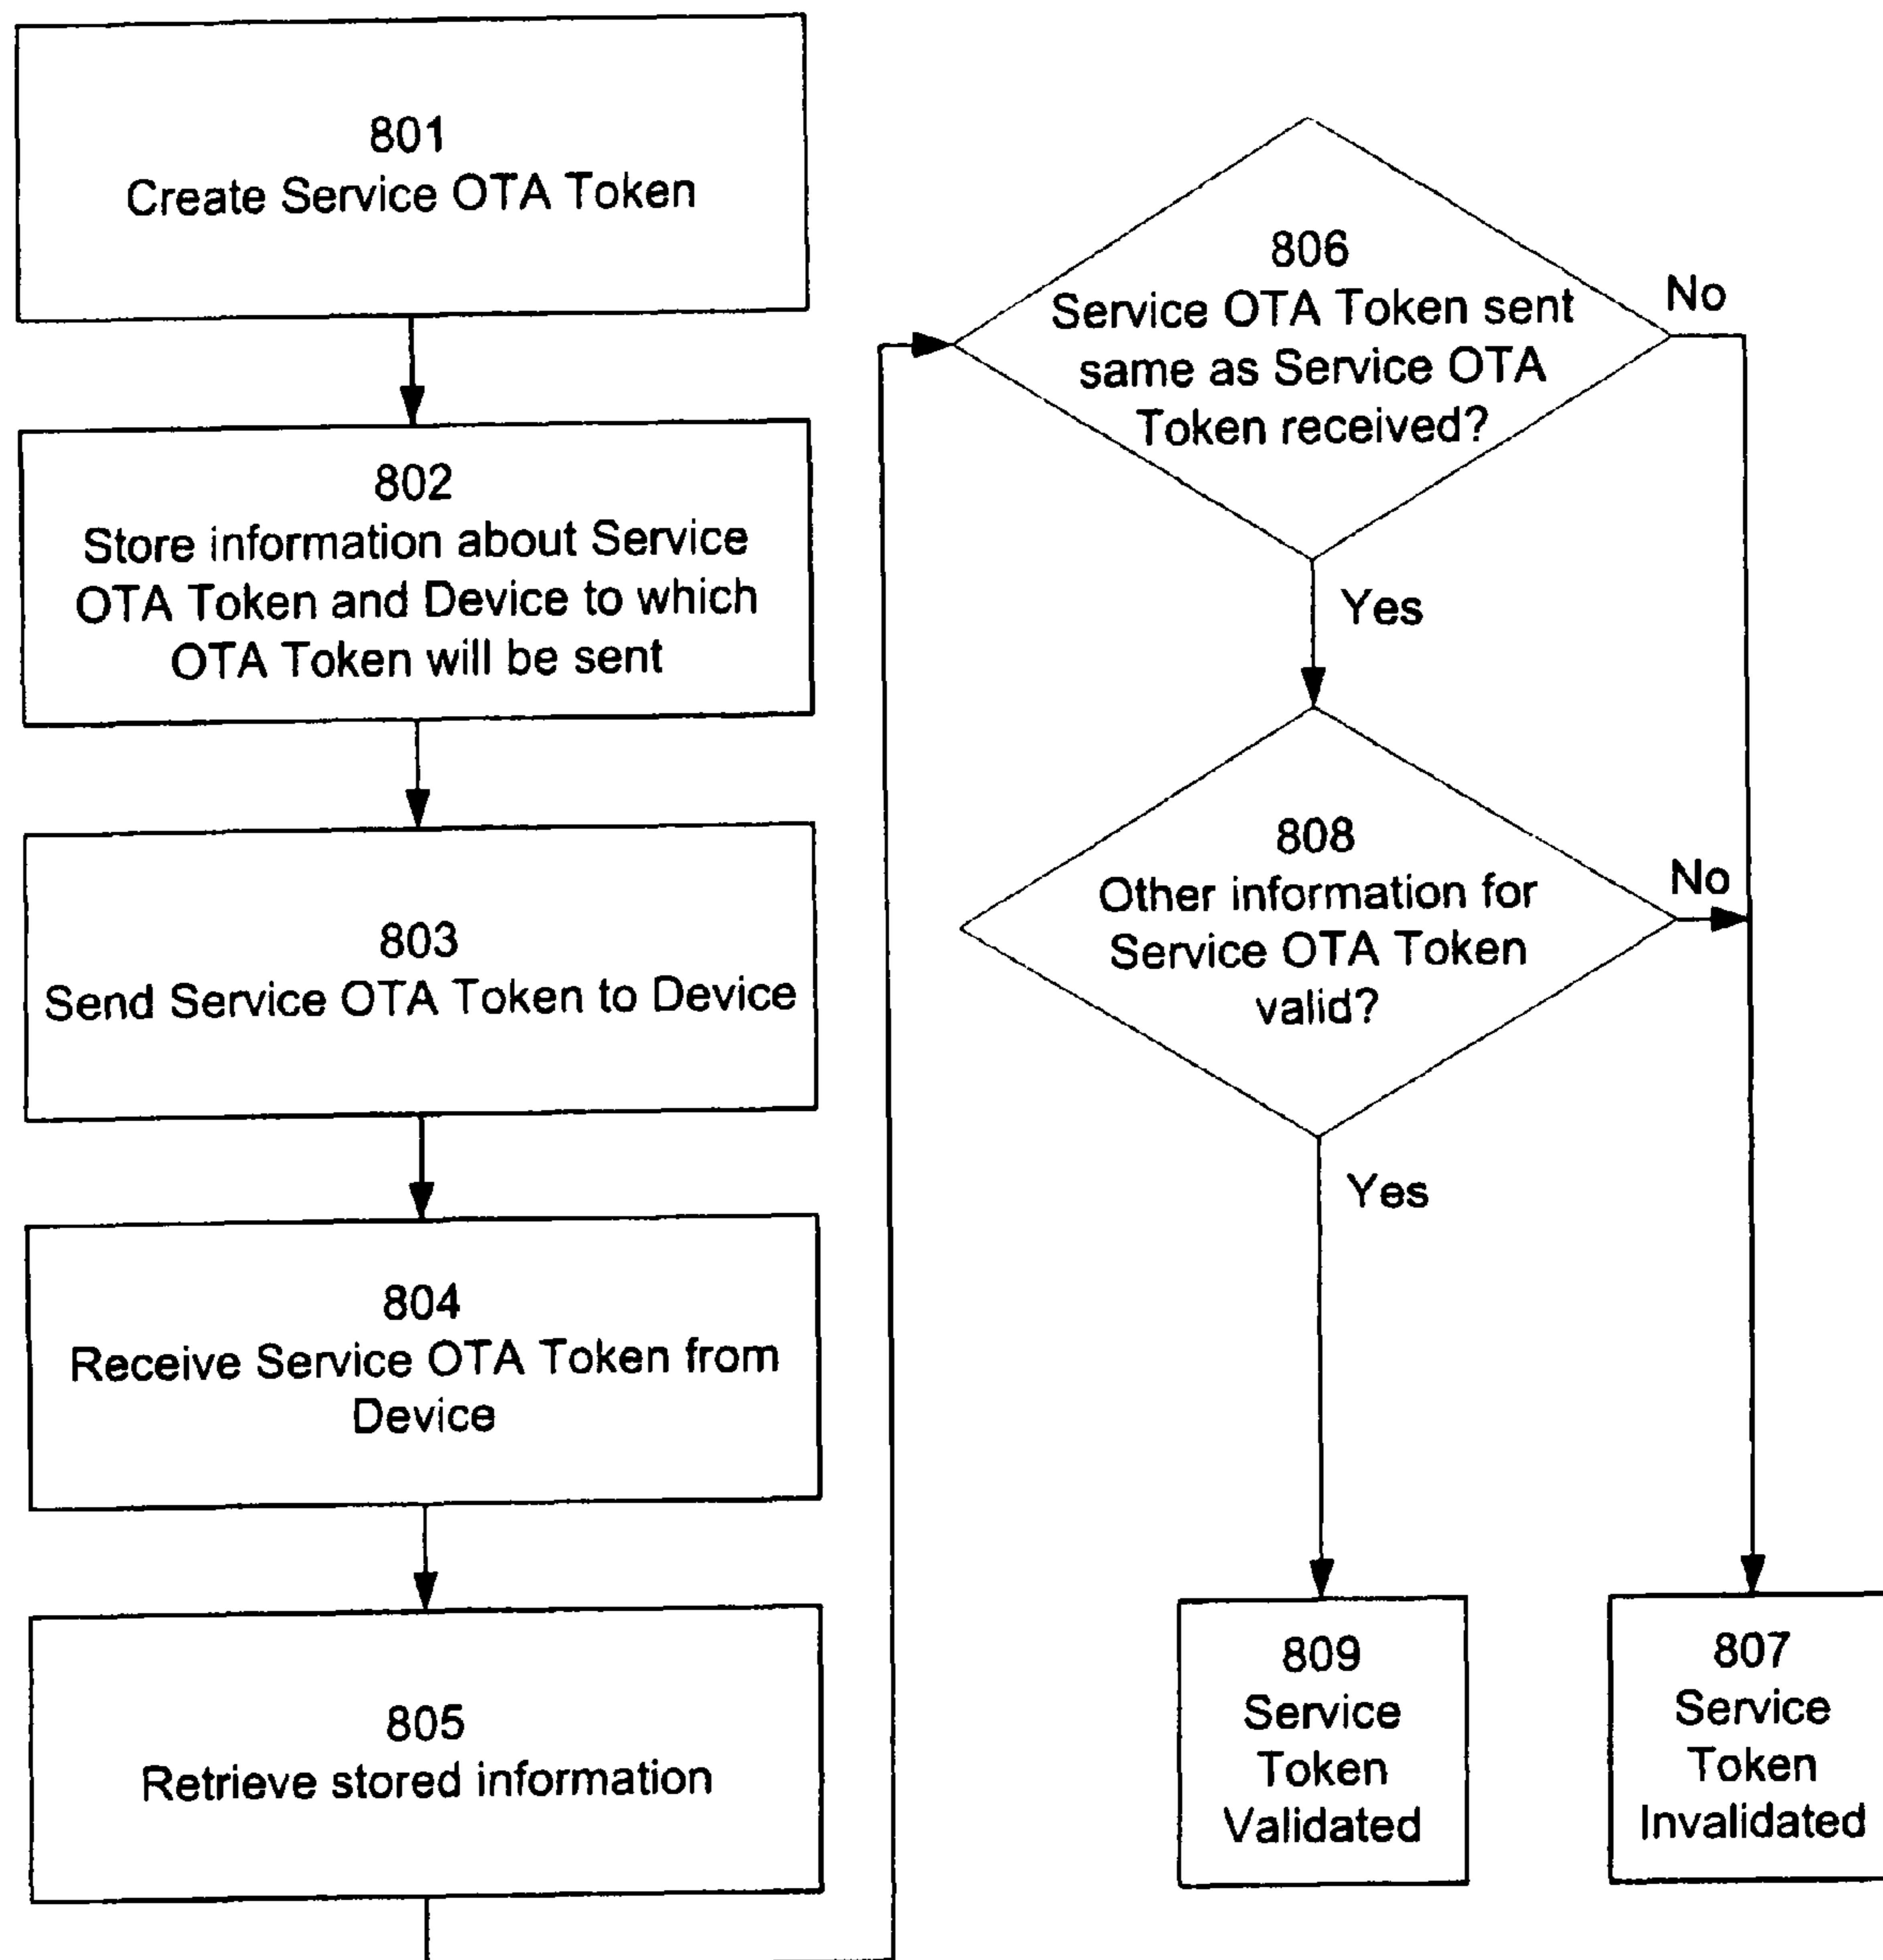 801
Create Service OTA Token
802
Store information about Service
OTA Token and Device to which
OTA Token will be sent
803
Send Service OTA Token to Device
804
Receive Service OTA Token from
Device
805
Retrieve stored information
806
Service OTA Token sent
same as Service OTA
Token received?
No
Yes
808
Other information for
Service OTA Token
valid?
No
Yes
809
Service
Token
Validated
807
Service
Token
Invalidated